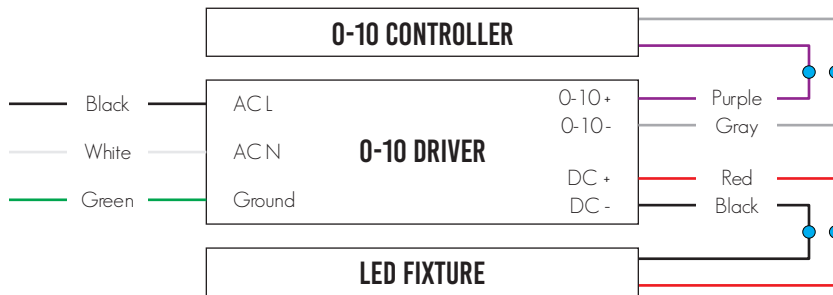 0-10 CONTROLLER
Black
White
Green
AC L
AC N
Ground
0-10 DRIVER
0-10 +
0-10 -
DC +
DC -
Purple
Gray
Red
Black
LED FIXTURE